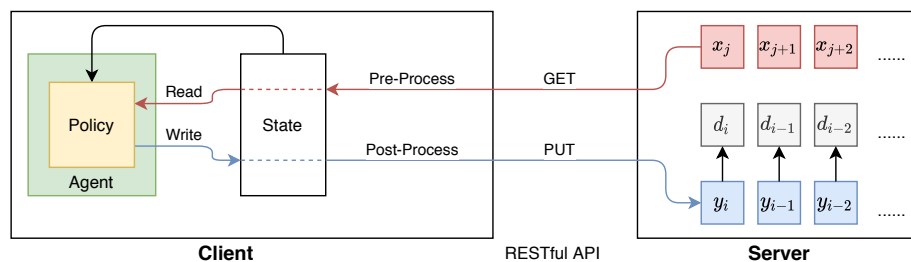 Pre-Process GET
Read
Policy
Write
State
Post-Process PUT
Agent
Client
RESTful API
x_j x_{j+1} x_{j+2} ......
d_i d_{i-1} d_{i-2} ......
y_i y_{i-1} y_{i-2} ......
Server